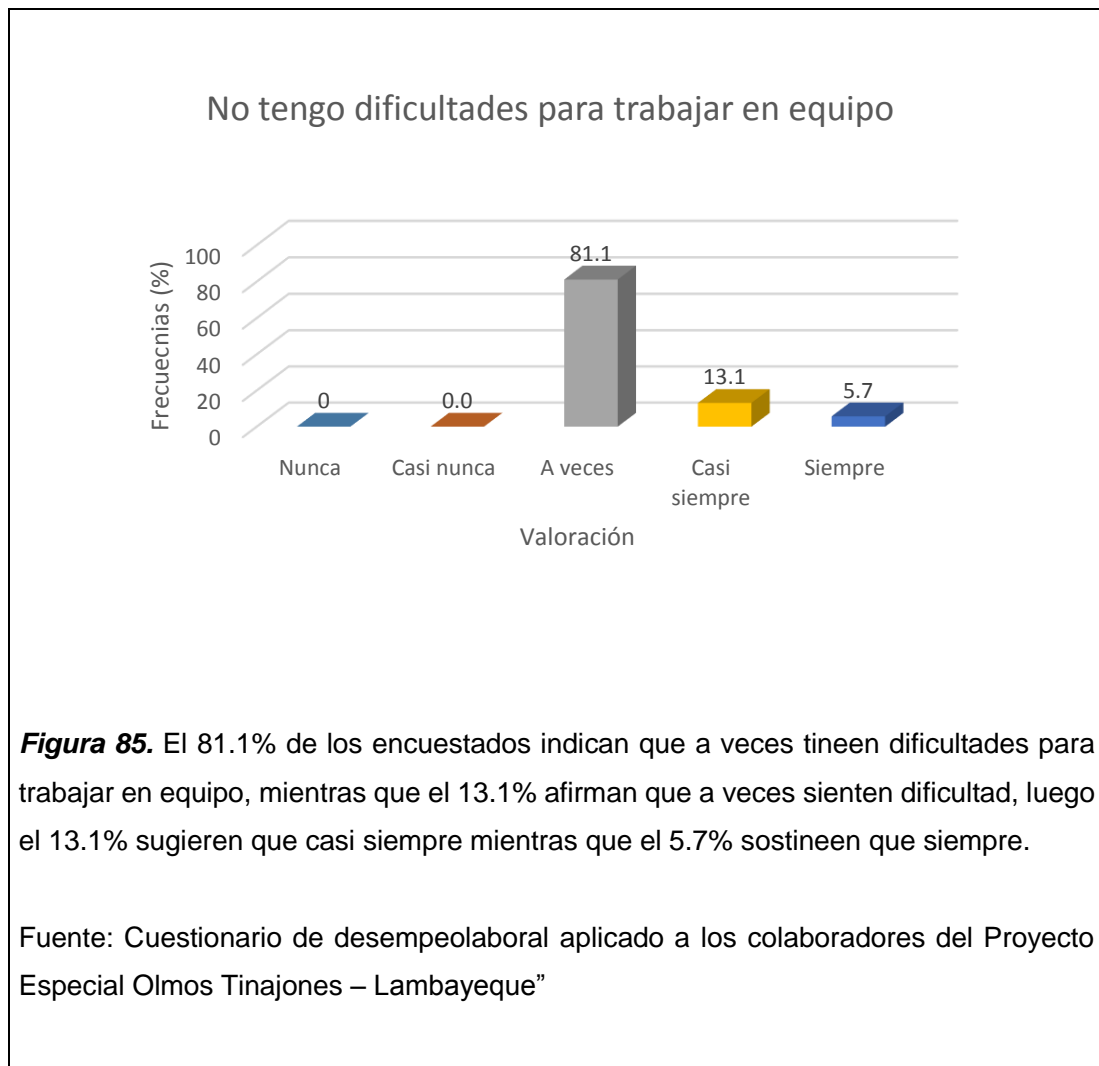 No tengo dificultades para trabajar en equipo
Frecuecnias (%)
100
80
60
40
20
0
0
0.0
81.1
13.1
5.7
Nunca
Casi nunca
A veces
Casi
siempre
Siempre
Valoración
Figura 85. El 81.1% de los encuestados indican que a veces tineen dificultades para
trabajar en equipo, mientras que el 13.1% afirman que a veces sienten dificultad, luego
el 13.1% sugieren que casi siempre mientras que el 5.7% sostineen que siempre.
Fuente: Cuestionario de desempeolaboral aplicado a los colaboradores del Proyecto
Especial Olmos Tinajones – Lambayeque”